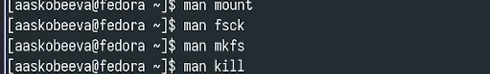 [aaskobeeva@fedora ~]$ man mount
[aaskobeeva@fedora ~]$ man fsck
[aaskobeeva@fedora ~]$ man mkfs
[aaskobeeva@fedora ~]$ man kill